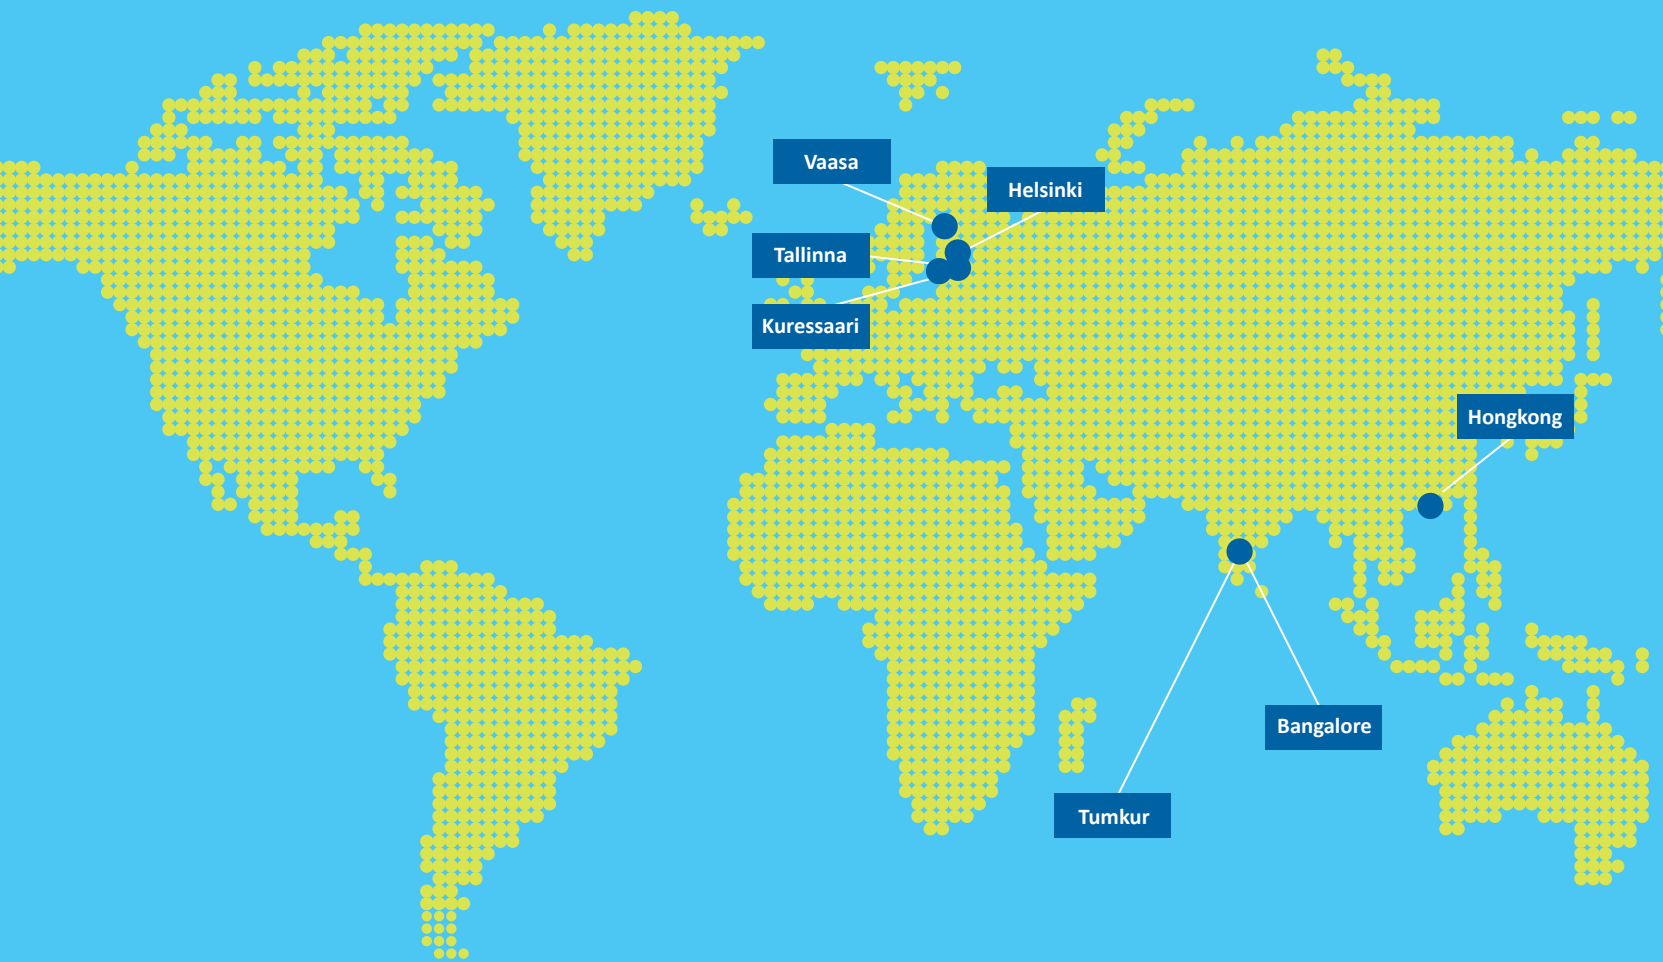 Vaasa
Helsinki
Tallinna
Kuressaari
Hongkong
Bangalore
Tumkur